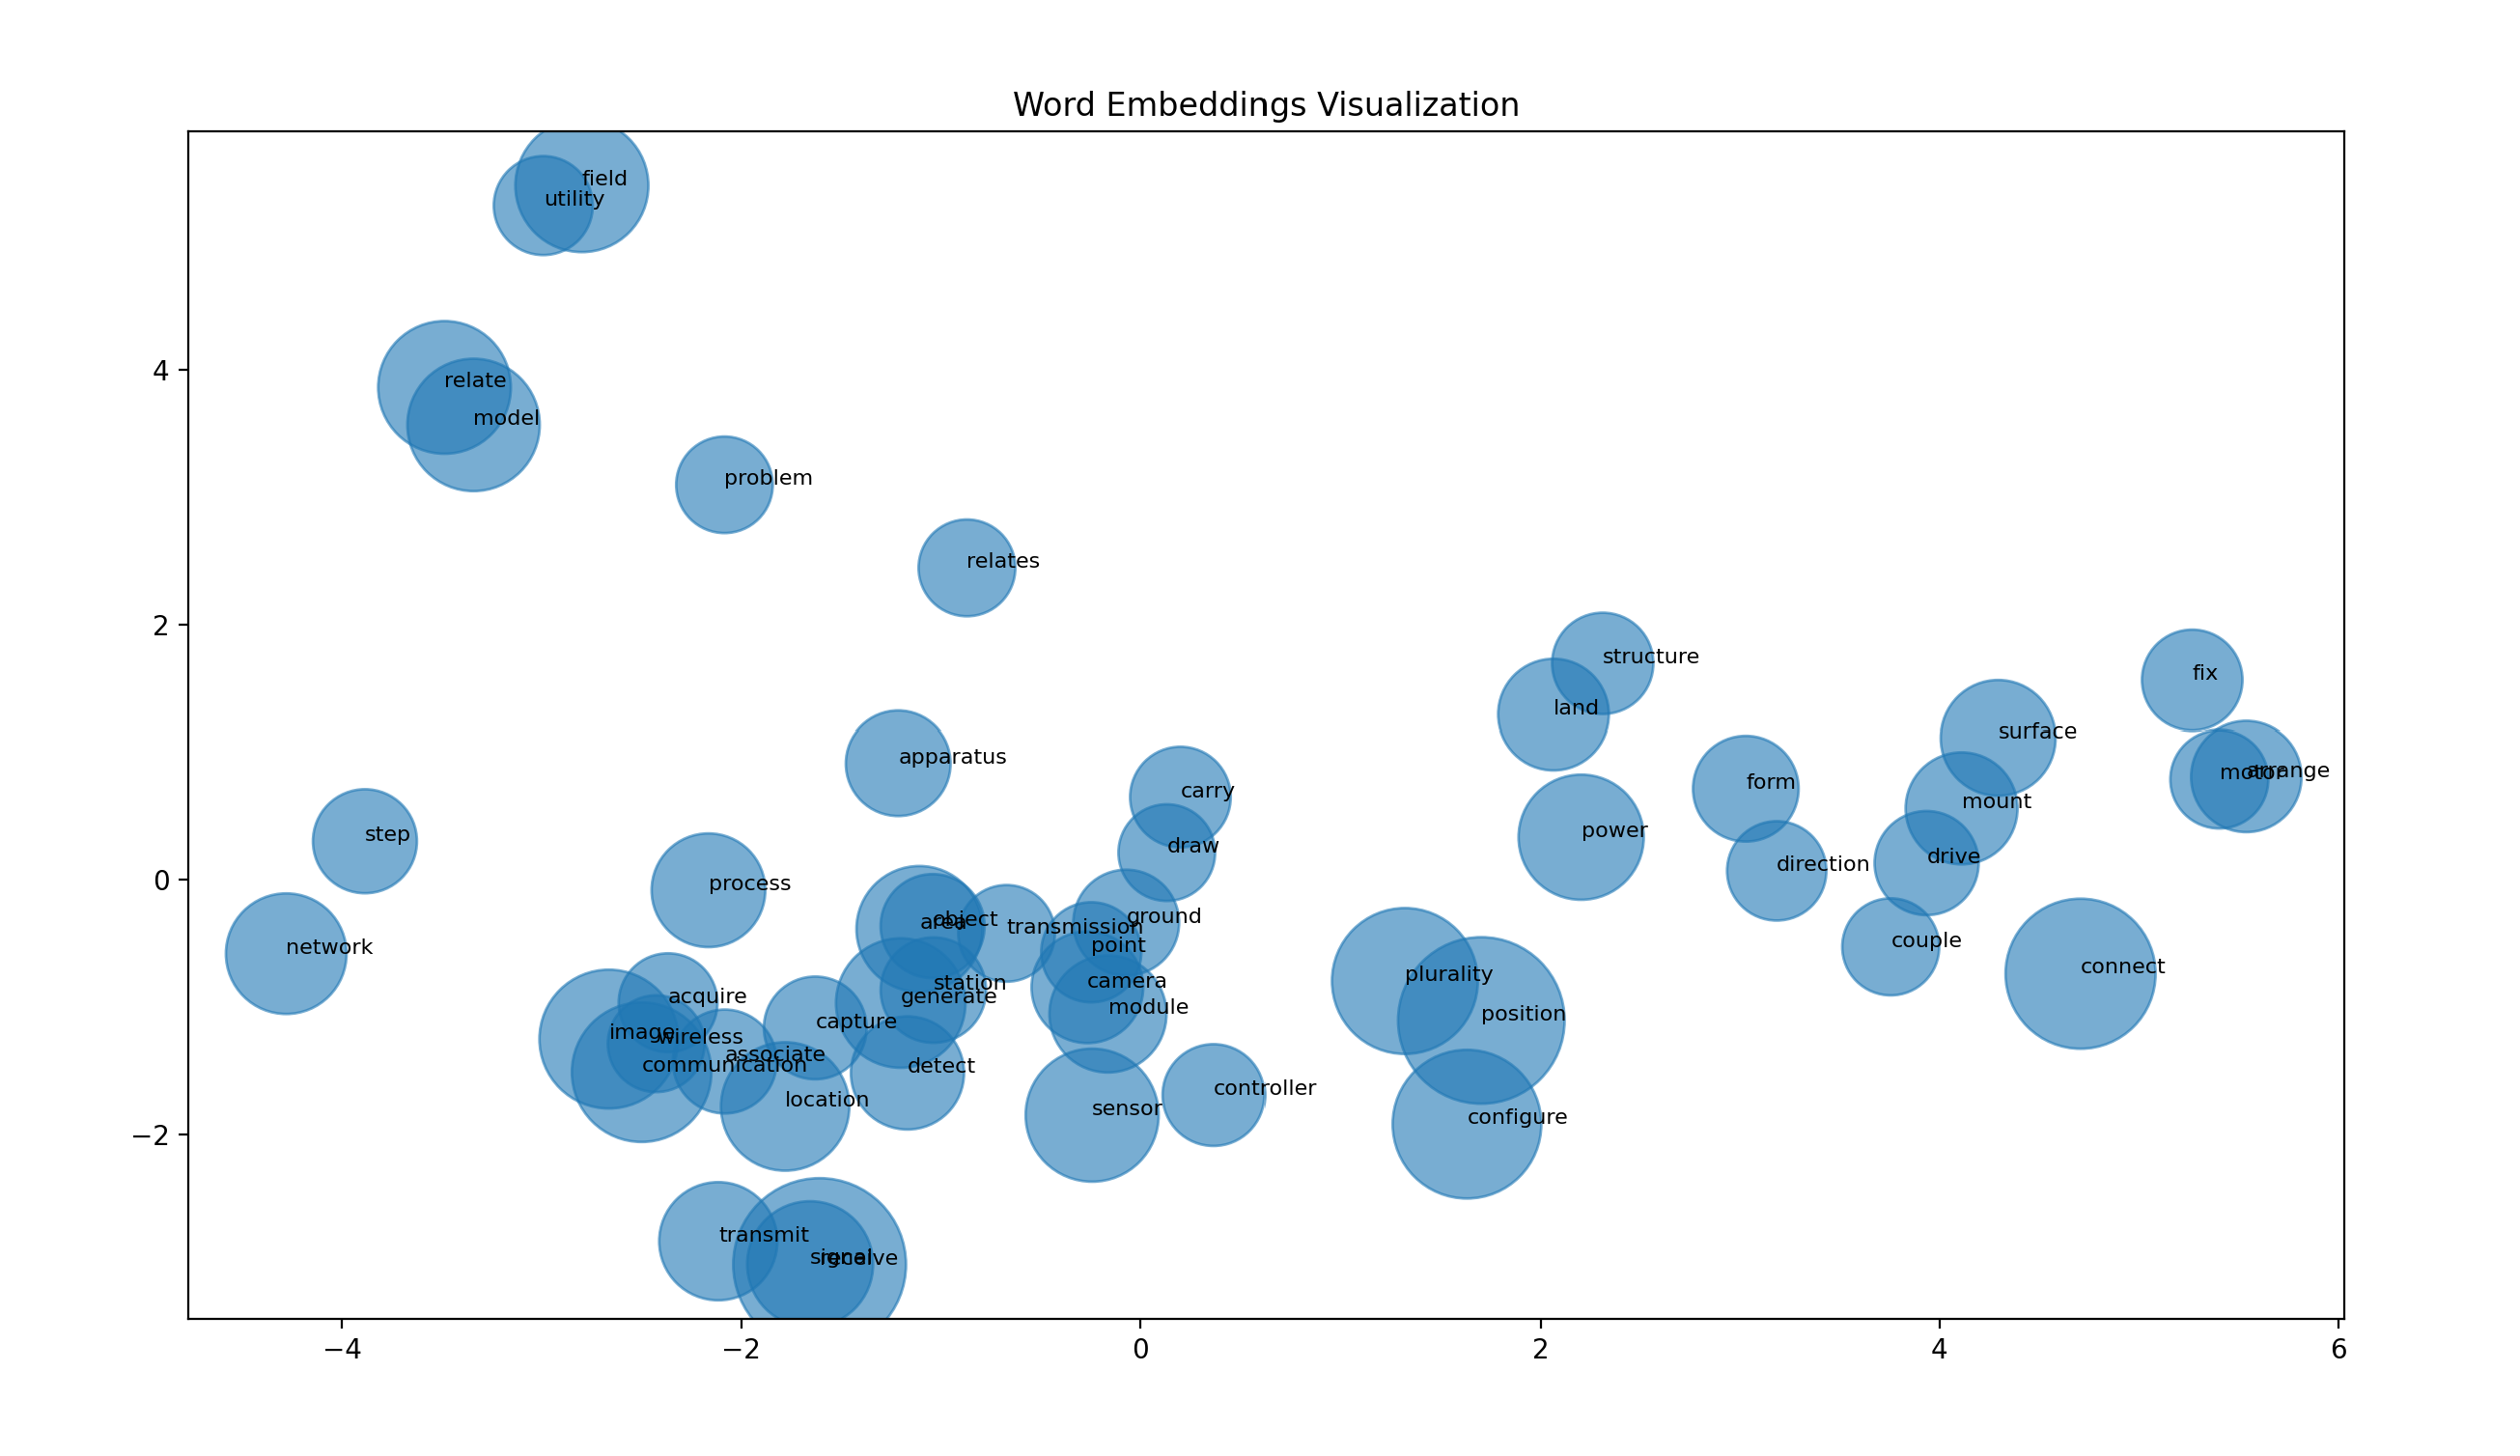 Word Embeddings Visualization
field
utility
relate
model
problem
relates
structure
fix
land
surface
apparatus
motor
arrange
form
carry
mount
power
step
draw
drive
direction
process
object
area
ground
transmission
point
couple
network
connect
plurality
station
camera
acquire
generate
module
position
capture
image
wireless
associate
communication
detect
controller
location
sensor
configure
transmit
signal
receive
4
2
0
−2
−4
−2
0
2
4
6